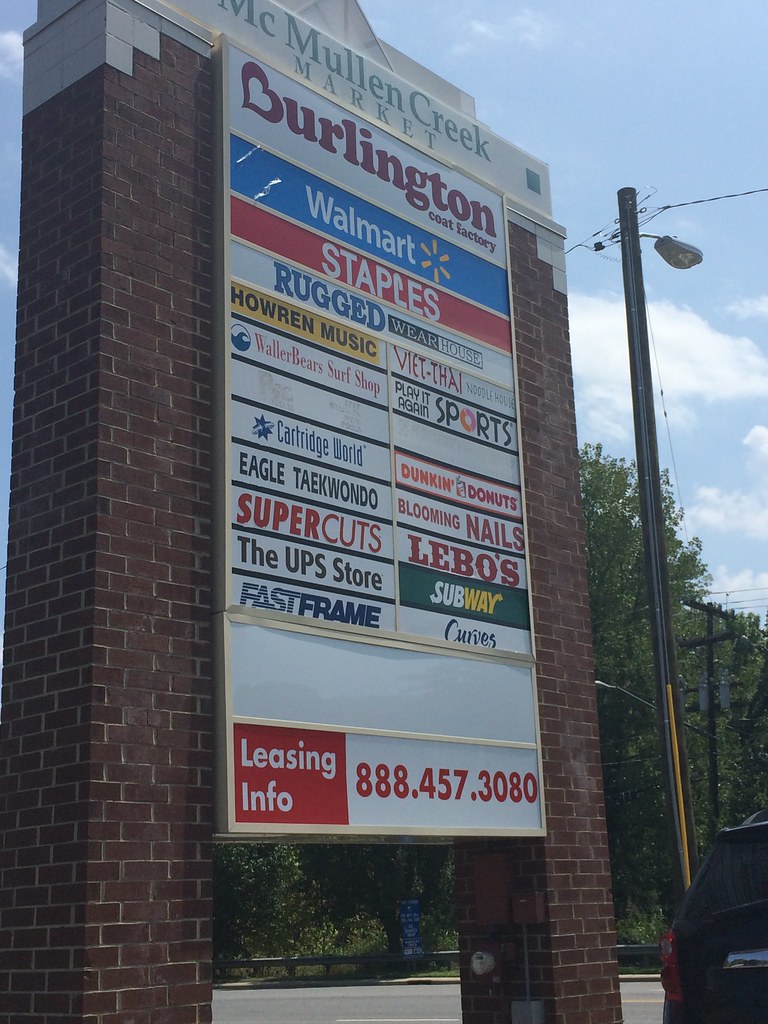 Mc Mullen Creek
MARKET
Burlington
coat factory
Walmart
STAPLES
RUGGED WEARHOUSE
HOWREN MUSIC
WallerBears Surf Shop
Cartridge World
EAGLE TAEKWONDO
SUPERCUTS
The UPS Store
FASTFRAME
VIET-THAI NOODLE HOUSE
PLAY IT
AGAIN SPORTS
DUNKIN' DONUTS
BLOOMING NAILS
LEBO'S
SUBWAY
Curves
Leasing
Info
888.457.3080